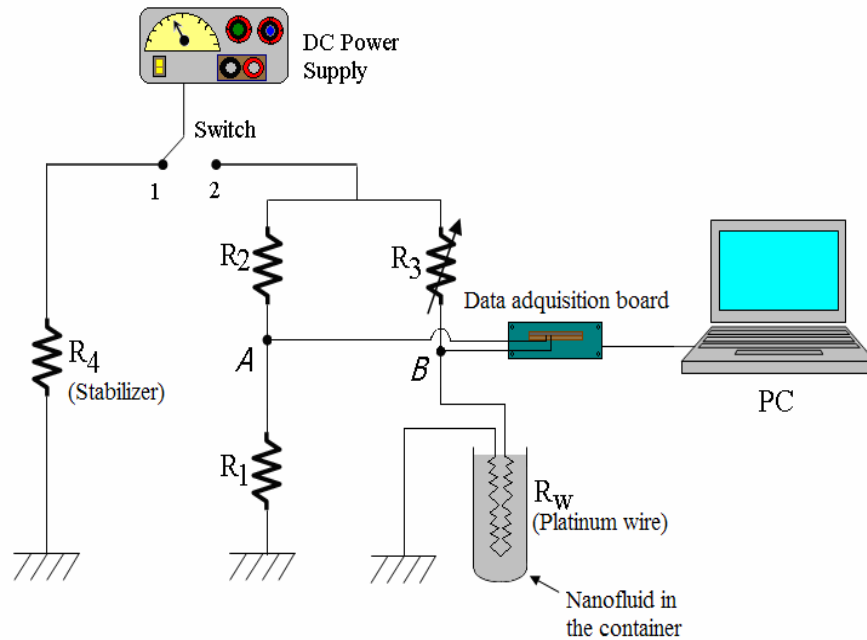 DC Power
Supply
Switch
1
2
R2
R3
Data adquisition board
A
B
R4
(Stabilizer)
PC
R1
Rw
(Platinum wire)
Nanofluid in
the container